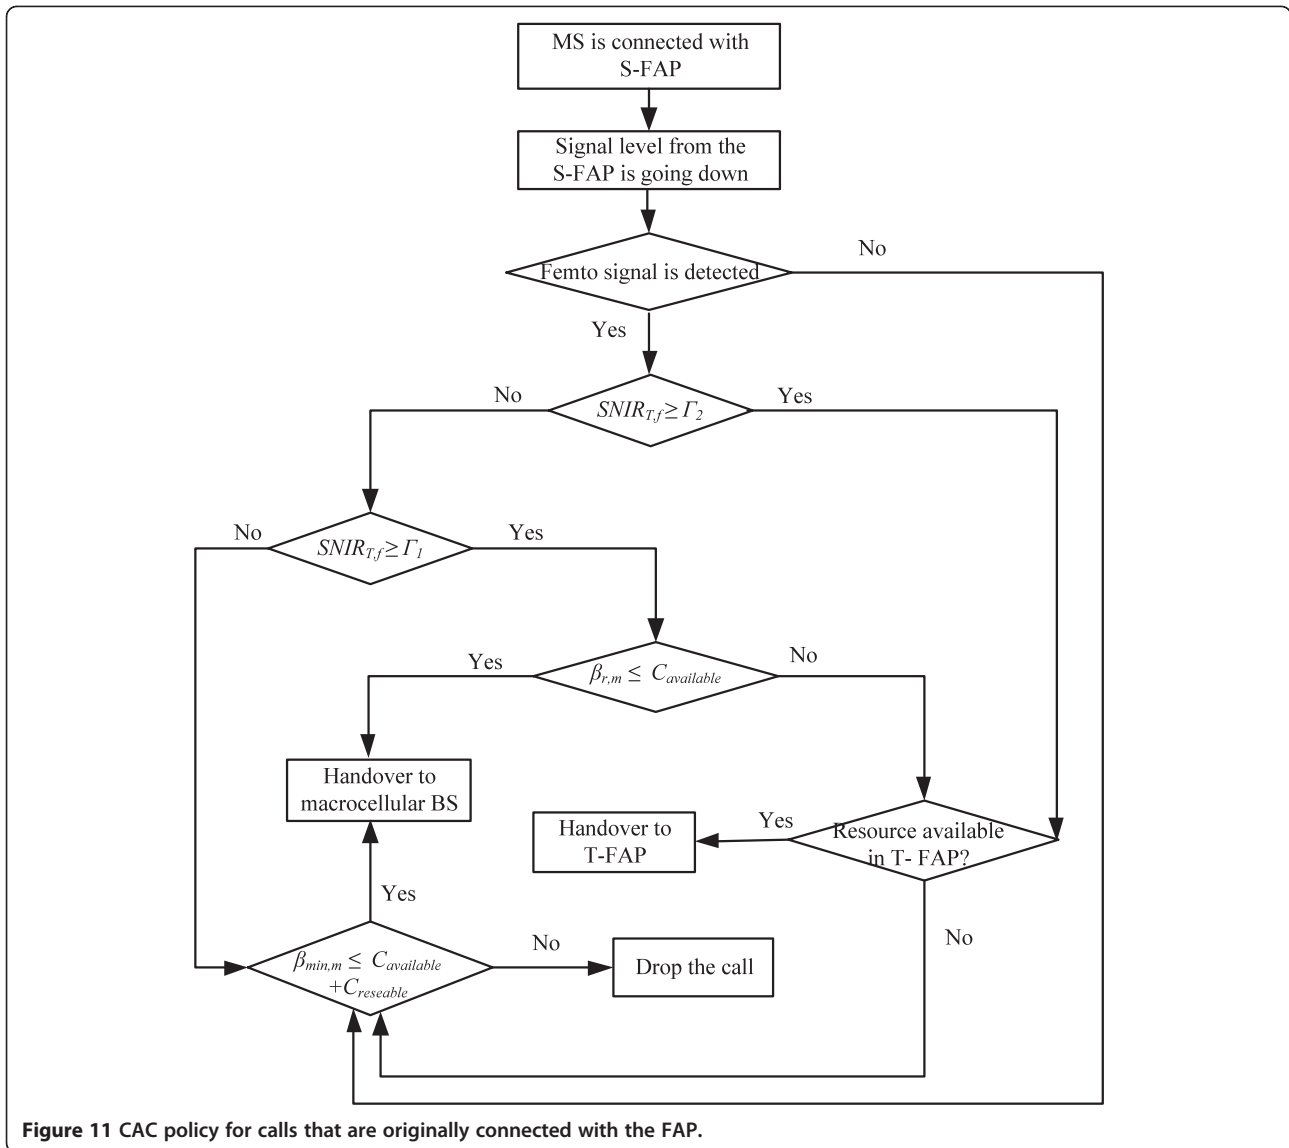 MS is connected with
S-FAP
Signal level from the
S-FAP is going down
No
Femto signal is detected
Yes
No
Yes
SNIR_{T,f} ≥ Γ_2
No
Yes
SNIR_{T,f} ≥ Γ_1
Yes
No
β_{r,m} ≤ C_{available}
Handover to
macrocellular BS
Handover to
T-FAP
Yes
Resource available
in T- FAP?
Yes
No
No
β_{min,m} ≤ C_{available}
+C_{reseable}
Drop the call
Figure 11 CAC policy for calls that are originally connected with the FAP.